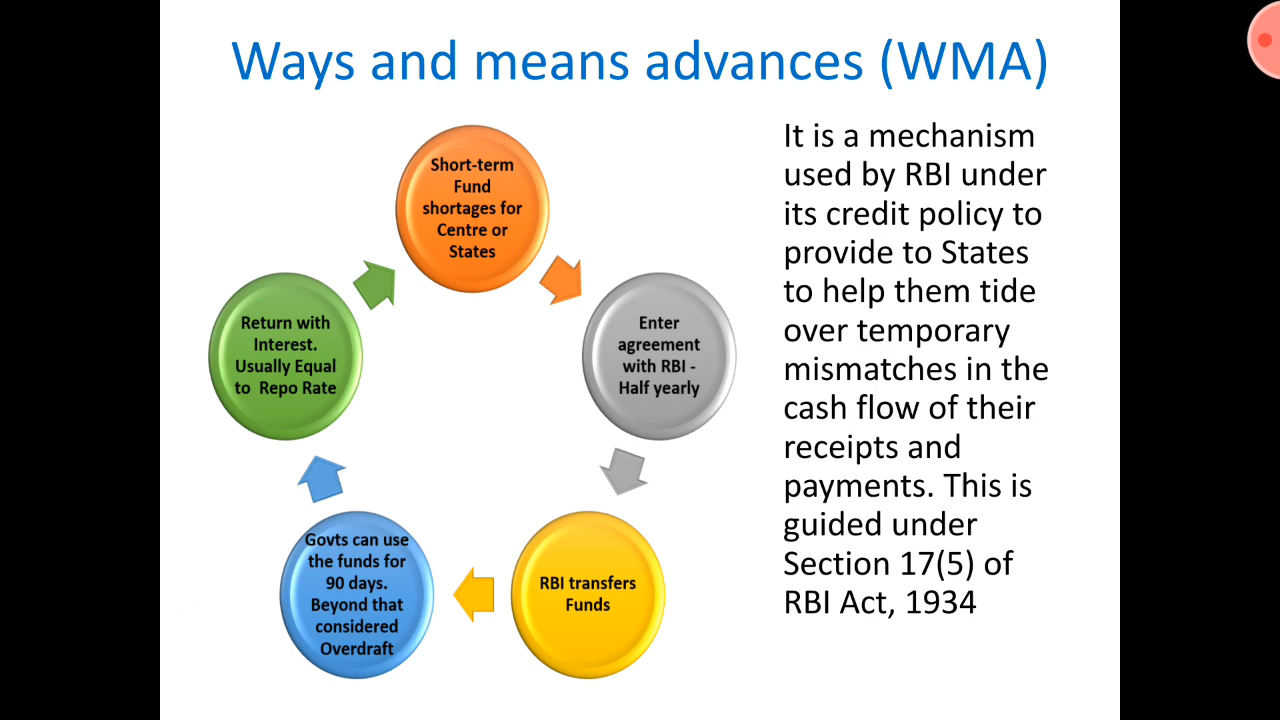 Ways and means advances (WMA)
Short-term
Fund
shortages for
Centre or
States
Enter
agreement
with RBI -
Half yearly
RBI transfers
Funds
Govts can use
the funds for
90 days.
Beyond that
considered
Overdraft
Return with
Interest.
Usually Equal
to Repo Rate
It is a mechanism
used by RBI under
its credit policy to
provide to States
to help them tide
over temporary
mismatches in the
cash flow of their
receipts and
payments. This is
guided under
Section 17(5) of
RBI Act, 1934